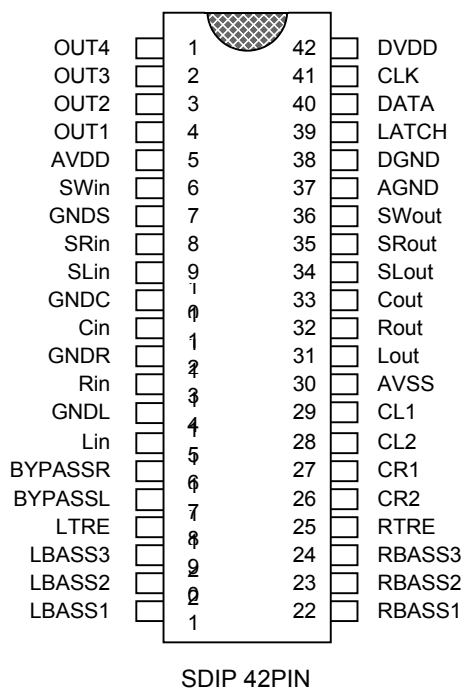 OUT4 1 42 DVDD
OUT3 2 41 CLK
OUT2 3 40 DATA
OUT1 4 39 LATCH
AVDD 5 38 DGND
SWin 6 37 AGND
GNDS 7 36 SWout
SRin 8 35 SRout
SLin 9 34 SLout
GNDC 10 33 Cout
Cin 11 32 Rout
GNDR 12 31 Lout
Rin 13 30 AVSS
GNDL 14 29 CL1
Lin 15 28 CL2
BYPASSR 16 27 CR1
BYPASSL 17 26 CR2
LTRE 18 25 RTRE
LBASS3 19 24 RBASS3
LBASS2 20 23 RBASS2
LBASS1 21 22 RBASS1
SDIP 42PIN